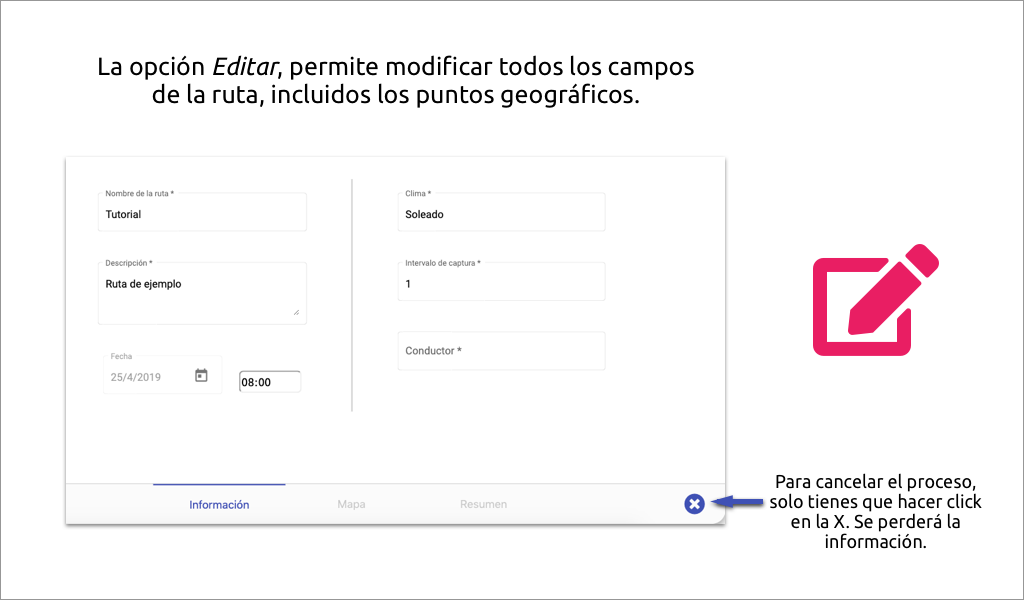 La opción Editar, permite modificar todos los campos
de la ruta, incluidos los puntos geográficos.
Nombre de la ruta *
Tutorial
Descripción *
Ruta de ejemplo
Fecha
25/4/2019
08:00
Clima *
Soleado
Intervalo de captura *
1
Conductor *
Información
Mapa
Resumen
Para cancelar el proceso,
solo tienes que hacer click
en la X. Se perderá la
información.